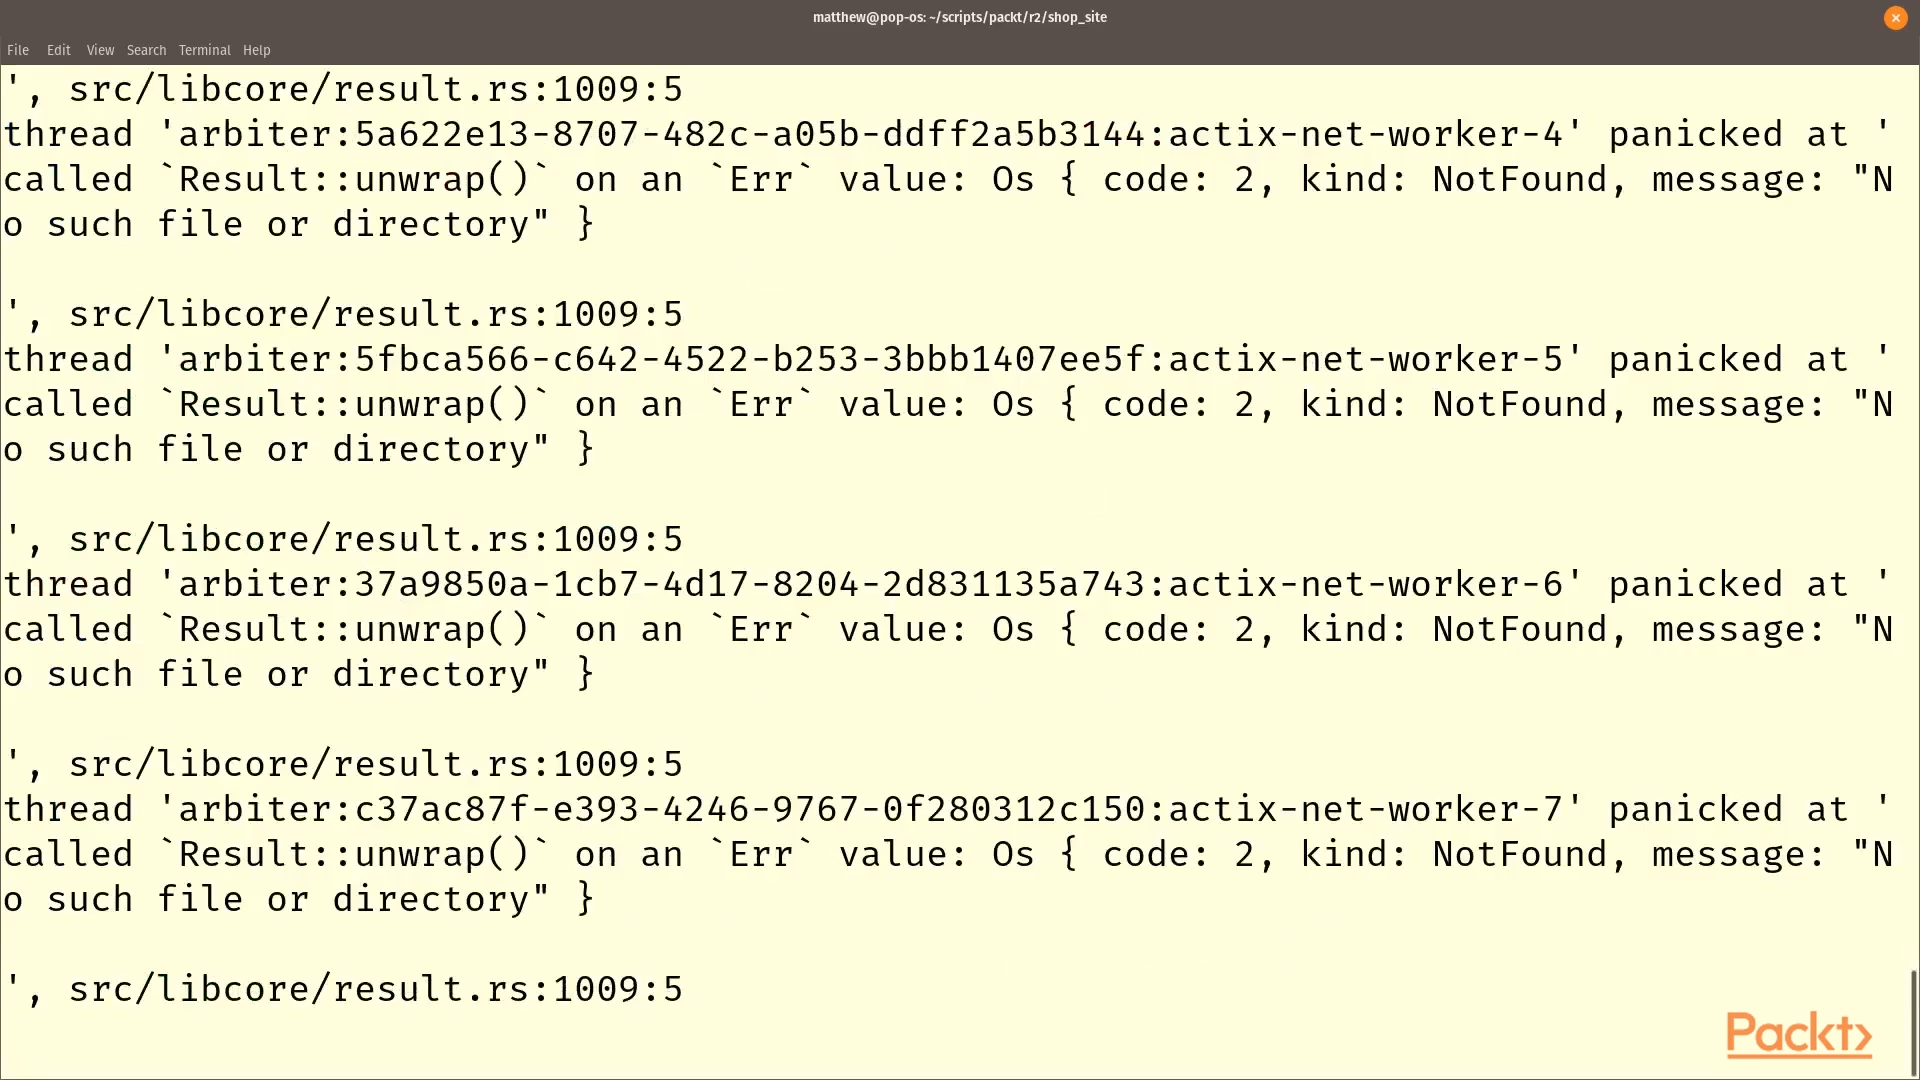 matthew@pop-os: ~/scripts/packt/r2/shop_site
File Edit View Search Terminal Help
', src/libcore/result.rs:1009:5
thread 'arbiter:5a622e13-8707-482c-a05b-ddff2a5b3144:actix-net-worker-4' panicked at '
called `Result::unwrap()` on an `Err` value: Os { code: 2, kind: NotFound, message: "N
o such file or directory" }
', src/libcore/result.rs:1009:5
thread 'arbiter:5fbca566-c642-4522-b253-3bbb1407ee5f:actix-net-worker-5' panicked at '
called `Result::unwrap()` on an `Err` value: Os { code: 2, kind: NotFound, message: "N
o such file or directory" }
', src/libcore/result.rs:1009:5
thread 'arbiter:37a9850a-1cb7-4d17-8204-2d831135a743:actix-net-worker-6' panicked at '
called `Result::unwrap()` on an `Err` value: Os { code: 2, kind: NotFound, message: "N
o such file or directory" }
', src/libcore/result.rs:1009:5
thread 'arbiter:c37ac87f-e393-4246-9767-0f280312c150:actix-net-worker-7' panicked at '
called `Result::unwrap()` on an `Err` value: Os { code: 2, kind: NotFound, message: "N
o such file or directory" }
', src/libcore/result.rs:1009:5
Packt>